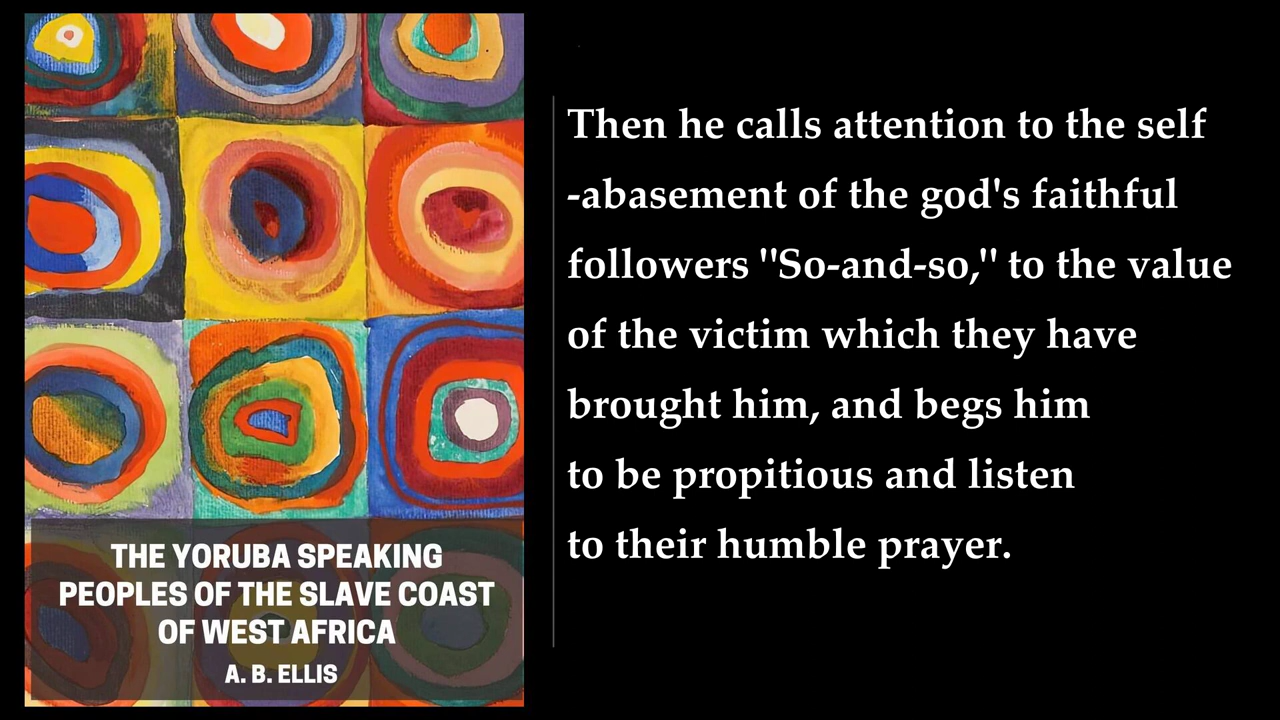 THE YORUBA SPEAKING
PEOPLES OF THE SLAVE COAST
OF WEST AFRICA
A. B. ELLIS
Then he calls attention to the self
-abasement of the god's faithful
followers "So-and-so," to the value
of the victim which they have
brought him, and begs him
to be propitious and listen
to their humble prayer.